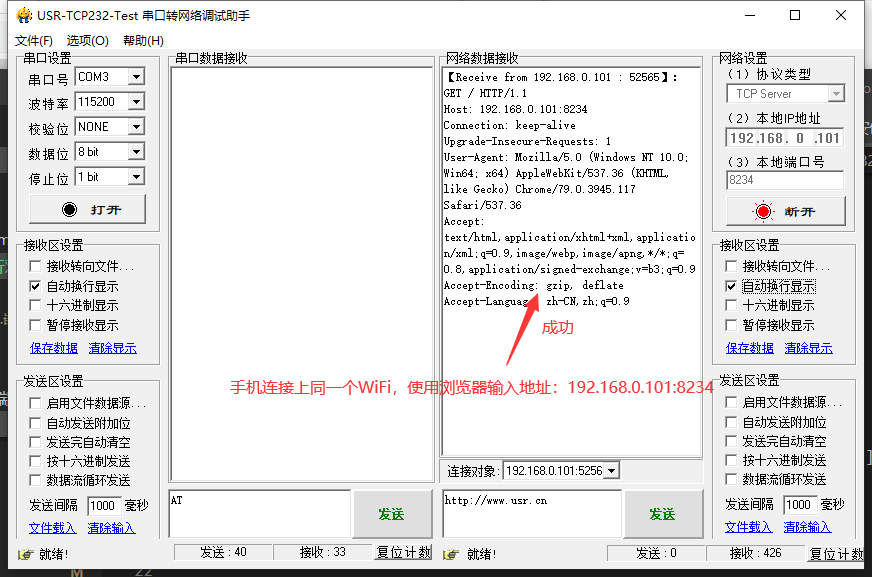 USR-TCP232-Test 串口转网络调试助手
文件(F) 选项(O) 帮助(H)
串口设置
串口号 COM3
波特率 115200
校验位 NONE
数据位 8 bit
停止位 1 bit
打开
接收区设置
接收转向文件...
自动换行显示
十六进制显示
暂停接收显示
保存数据 清除显示
发送区设置
启用文件数据源...
自动发送附加位
发送完自动清空
按十六进制发送
数据流循环发送
发送间隔 1000 毫秒
文件载入 清除输入
就绪!
串口数据接收
AT
发送
发送 : 40 接收 : 33 复位计数
网络数据接收
【Receive from 192.168.0.101 : 52565】:
GET / HTTP/1.1
Host: 192.168.0.101:8234
Connection: keep-alive
Upgrade-Insecure-Requests: 1
User-Agent: Mozilla/5.0 (Windows NT 10.0;
Win64; x64) AppleWebKit/537.36 (KHTML,
like Gecko) Chrome/79.0.3945.117
Safari/537.36
Accept:
text/html,application/xhtml+xml,applicatio
n/xml;q=0.9,image/webp,image/apng,*/*;q=
0.8,application/signed-exchange;v=b3;q=0.9
Accept-Encoding: gzip, deflate
Accept-Language: zh-CN,zh;q=0.9
成功
手机连接上同一个WiFi，使用浏览器输入地址：192.168.0.101:8234
连接对象: 192.168.0.101:5256
http://www.usr.cn
发送
就绪!
发送 : 0 接收 : 426 复位计数
网络设置
(1) 协议类型
TCP Server
(2) 本地IP地址
192.168. 0 .101
(3) 本地端口号
8234
断开
接收区设置
接收转向文件...
自动换行显示
十六进制显示
暂停接收显示
保存数据 清除显示
发送区设置
启用文件数据源...
自动发送附加位
发送完自动清空
按十六进制发送
数据流循环发送
发送间隔 1000 毫秒
文件载入 清除输入